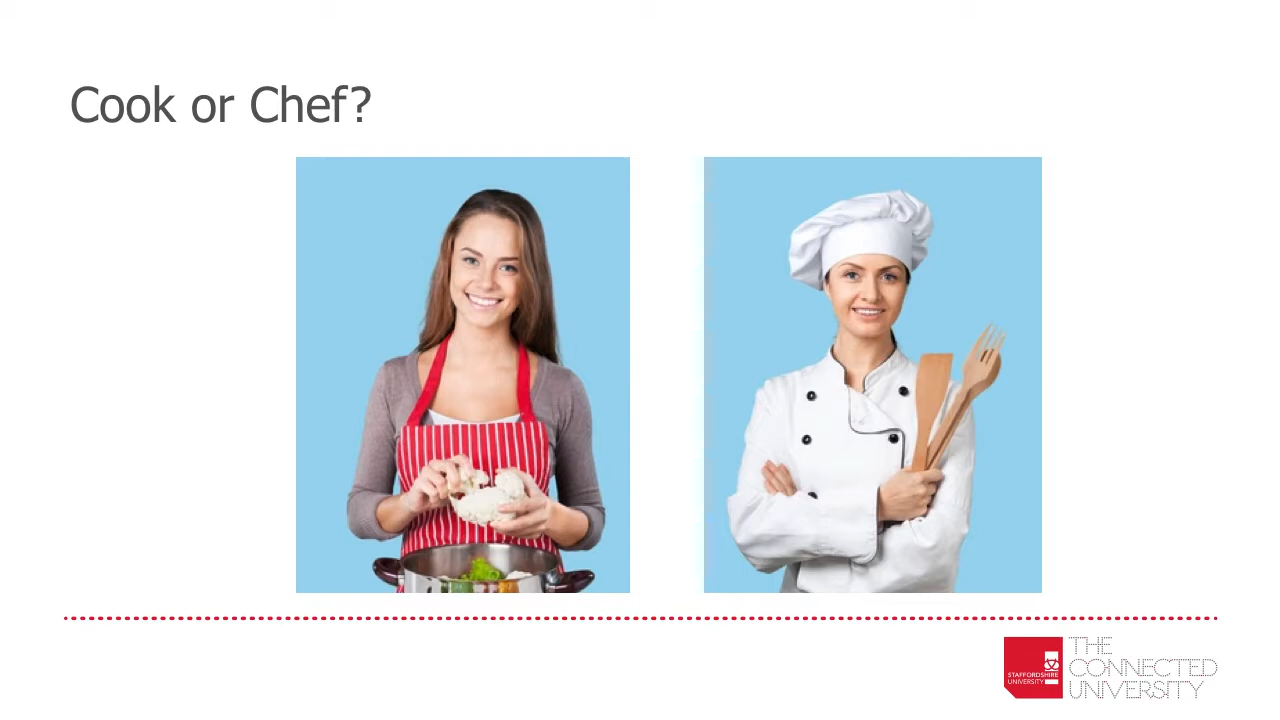 Cook or Chef?
STAFFORDSHIRE
UNIVERSITY
THE
CONNECTED
UNIVERSITY